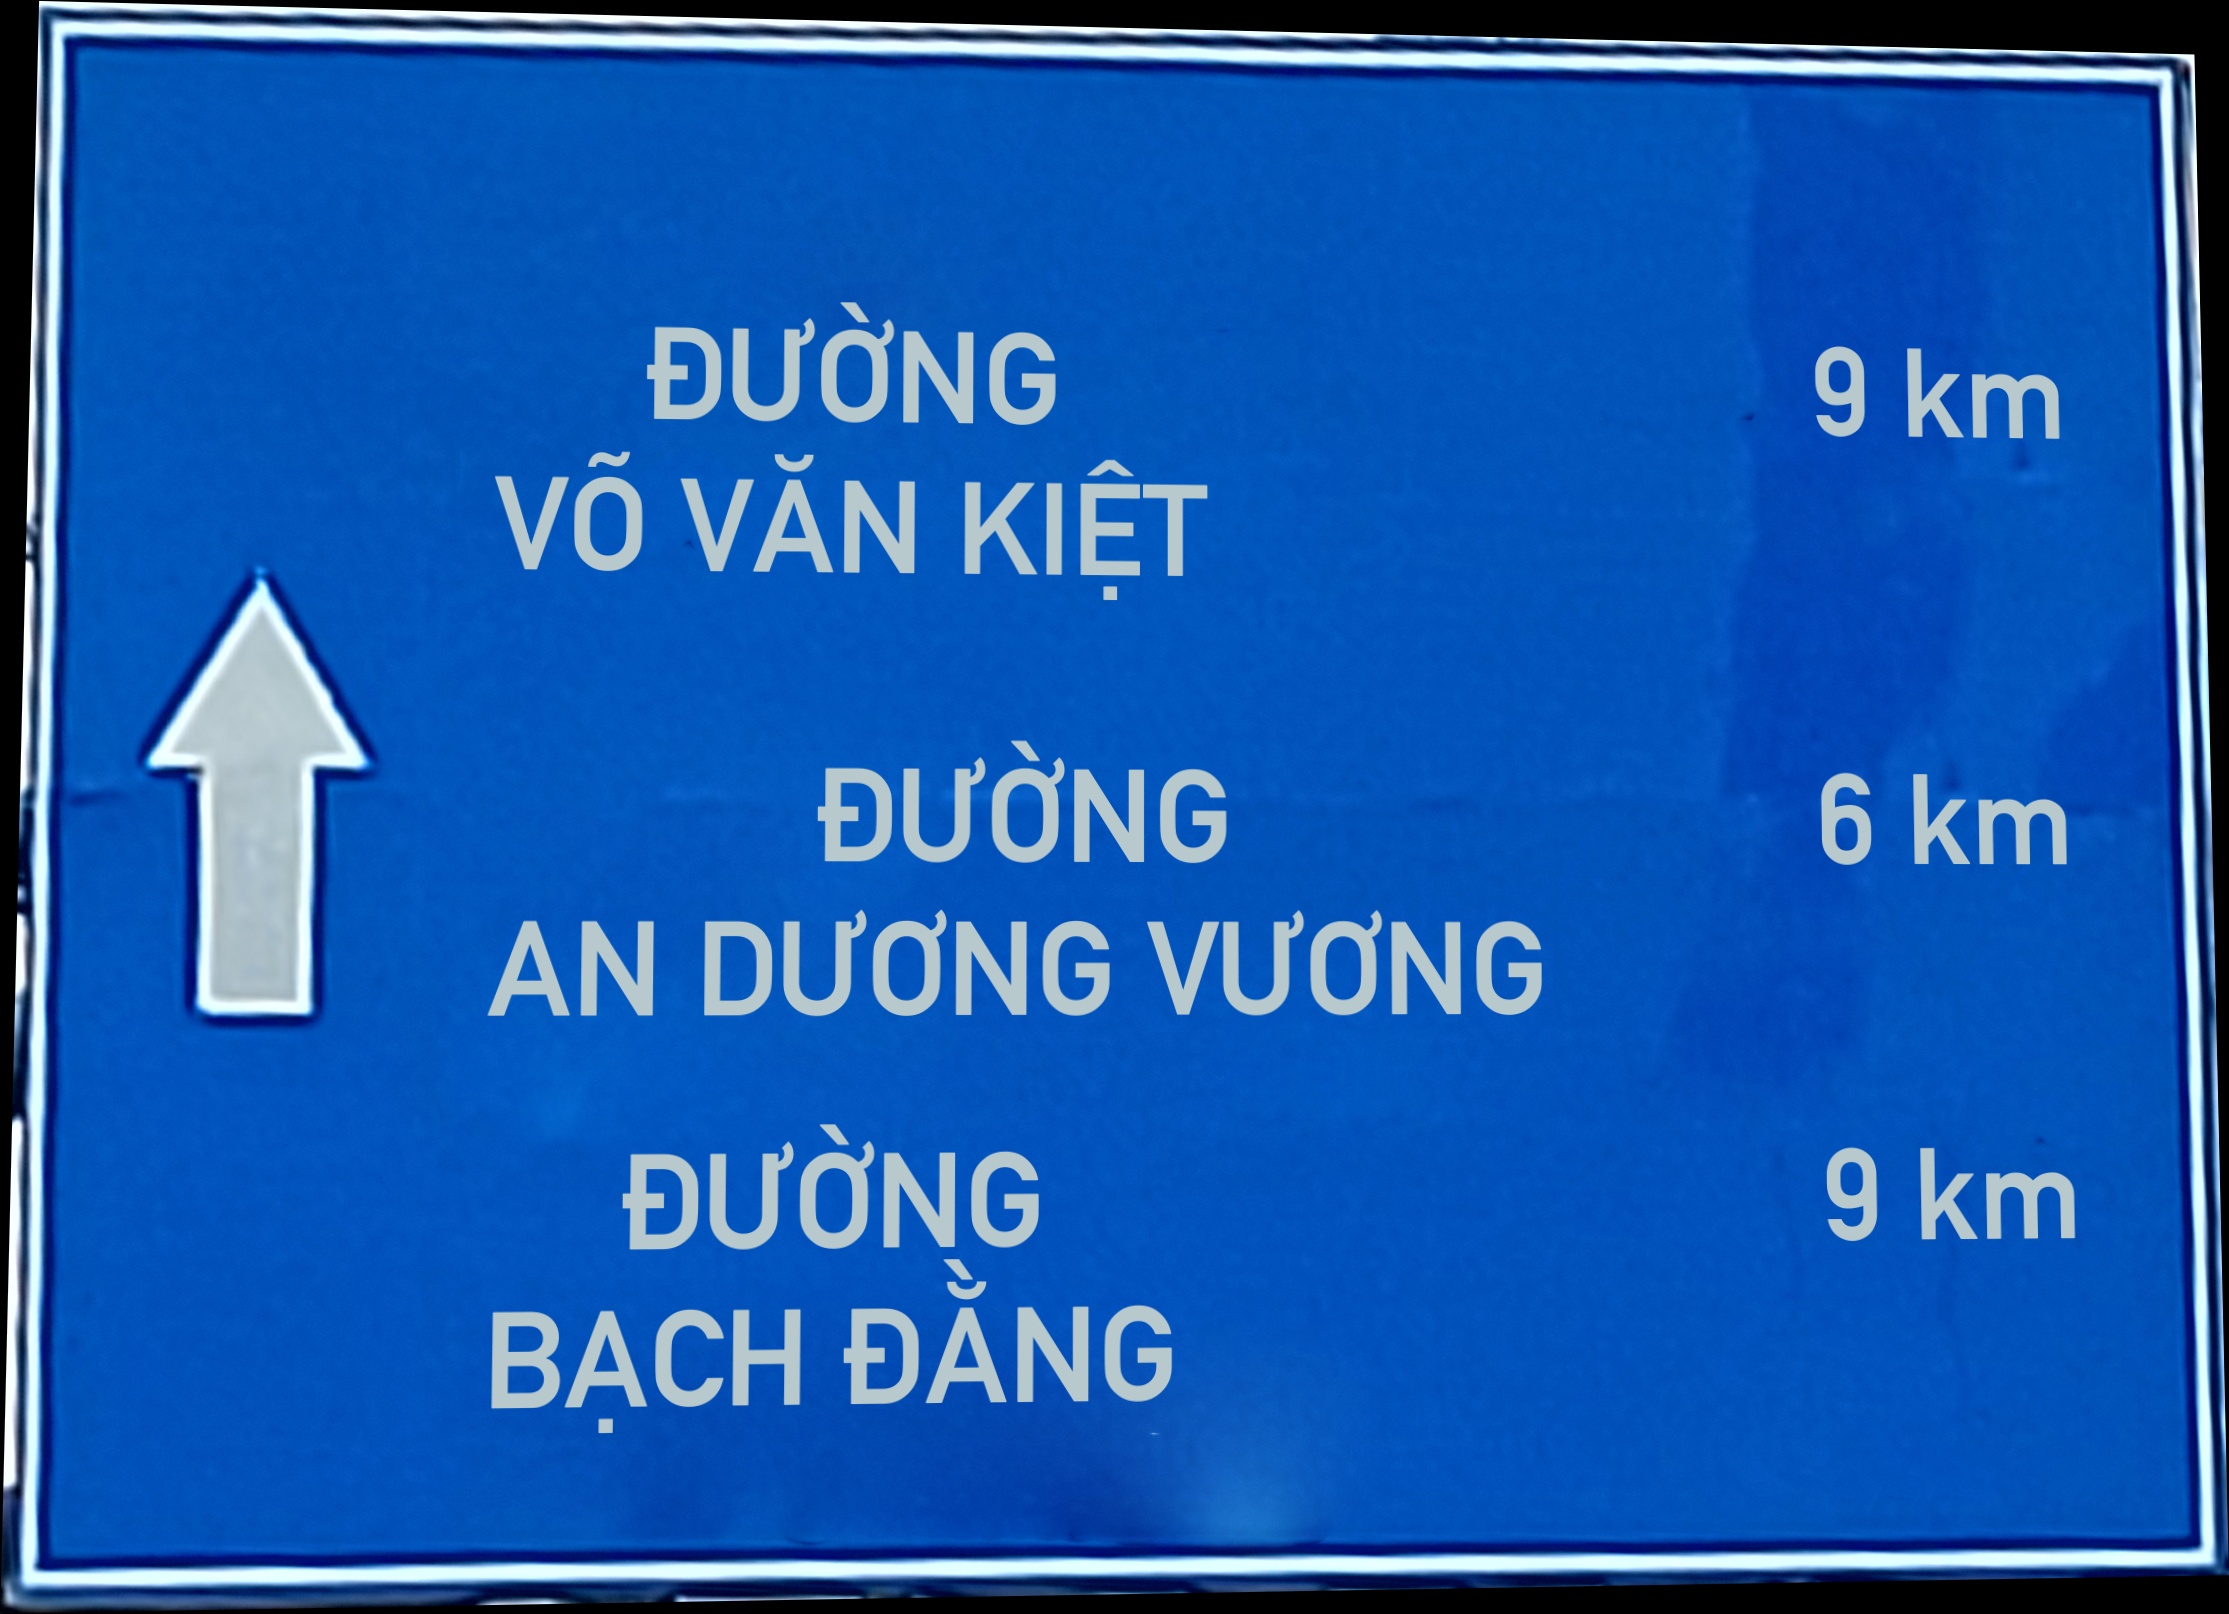 ĐƯỜNG 9 km
VÕ VĂN KIỆT
ĐƯỜNG 6 km
AN DƯƠNG VƯƠNG
ĐƯỜNG 9 km
BẠCH ĐẰNG